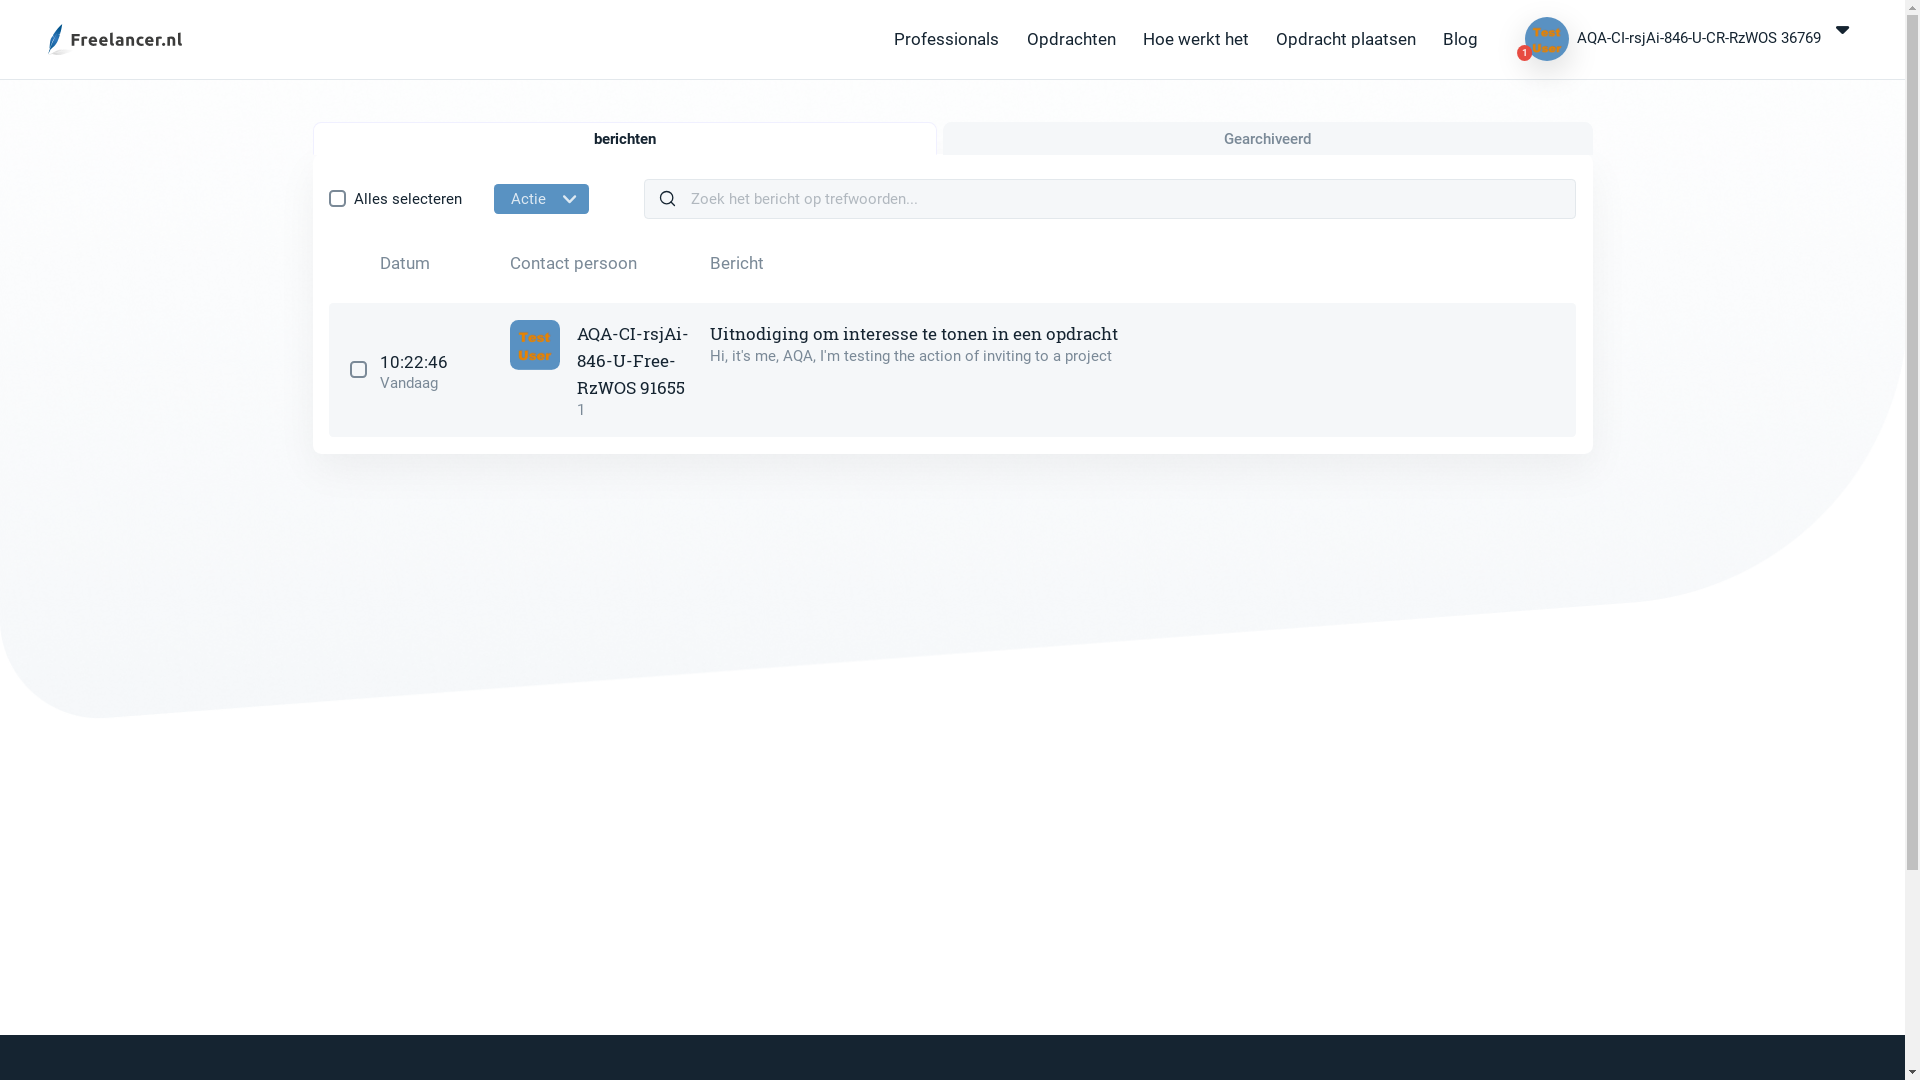 Freelancer.nl
Professionals
Opdrachten
Hoe werkt het
Opdracht plaatsen
Blog
Test
User
1
AQA-CI-rsjAi-846-U-CR-RzWOS 36769
berichten
Gearchiveerd
Alles selecteren
Actie
Zoek het bericht op trefwoorden...
Datum
Contact persoon
Bericht
10:22:46
Vandaag
Test
User
AQA-CI-rsjAi-
846-U-Free-
RzWOS 91655
1
Uitnodiging om interesse te tonen in een opdracht
Hi, it's me, AQA, I'm testing the action of inviting to a project